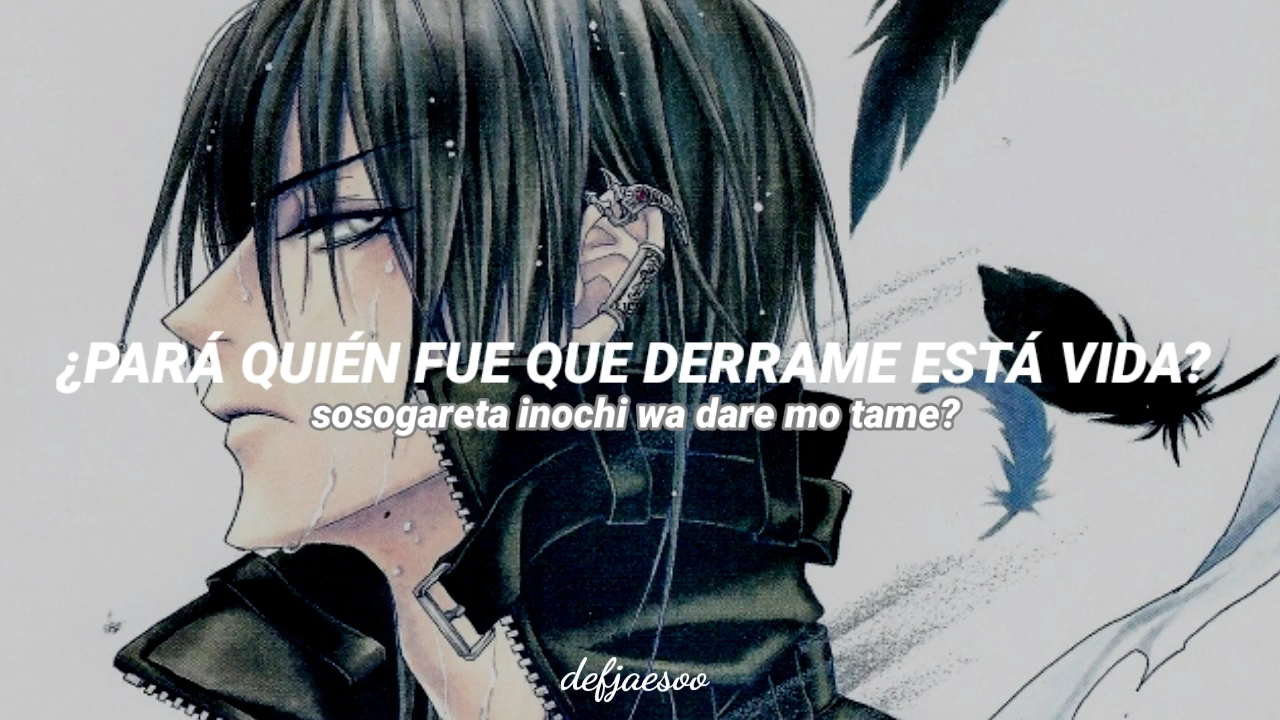 ¿PARÁ QUIÉN FUE QUE DERRAME ESTÁ VIDA?
sosogareta inochi wa dare mo tame?
defjaesoo